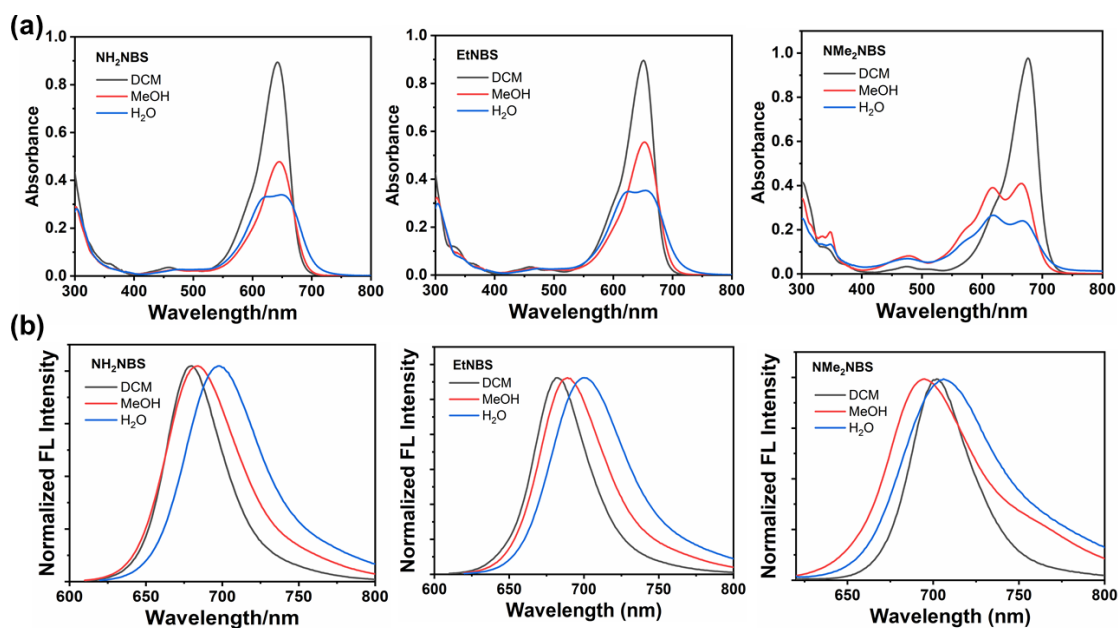 (a)
NH₂NBS
DCM
MeOH
H₂O
Absorbance
1.0
0.8
0.6
0.4
0.2
0.0
300 400 500 600 700 800
Wavelength/nm
EtNBS
DCM
MeOH
H₂O
Absorbance
1.0
0.8
0.6
0.4
0.2
0.0
300 400 500 600 700 800
Wavelength/nm
NMe₂NBS
DCM
MeOH
H₂O
Absorbance
1.0
0.8
0.6
0.4
0.2
0.0
300 400 500 600 700 800
Wavelength/nm
(b)
NH₂NBS
DCM
MeOH
H₂O
Normalized FL Intensity
600 650 700 750 800
Wavelength/nm
EtNBS
DCM
MeOH
H₂O
Normalized FL Intensity
600 650 700 750 800
Wavelength (nm)
NMe₂NBS
DCM
MeOH
H₂O
Normalized FL Intensity
650 700 750 800
Wavelength (nm)